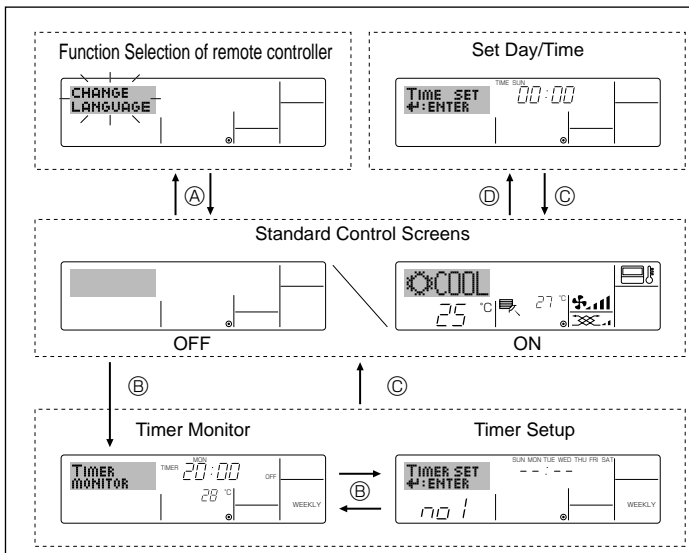 Function Selection of remote controller
CHANGE
LANGUAGE
Set Day/Time
TIME SUN
TIME SET 00:00
↵:ENTER
Ⓐ
Ⓓ
Ⓒ
Standard Control Screens
OFF
COOL
25 °C
27 °C
ON
Ⓑ
Ⓒ
Timer Monitor
MON
TIMER
MONITOR
TIMER 20:00 OFF
28 °C
WEEKLY
Ⓑ
Timer Setup
SUN MON TUE WED THU FRI SAT
TIMER SET --:--
↵:ENTER
no 1
WEEKLY